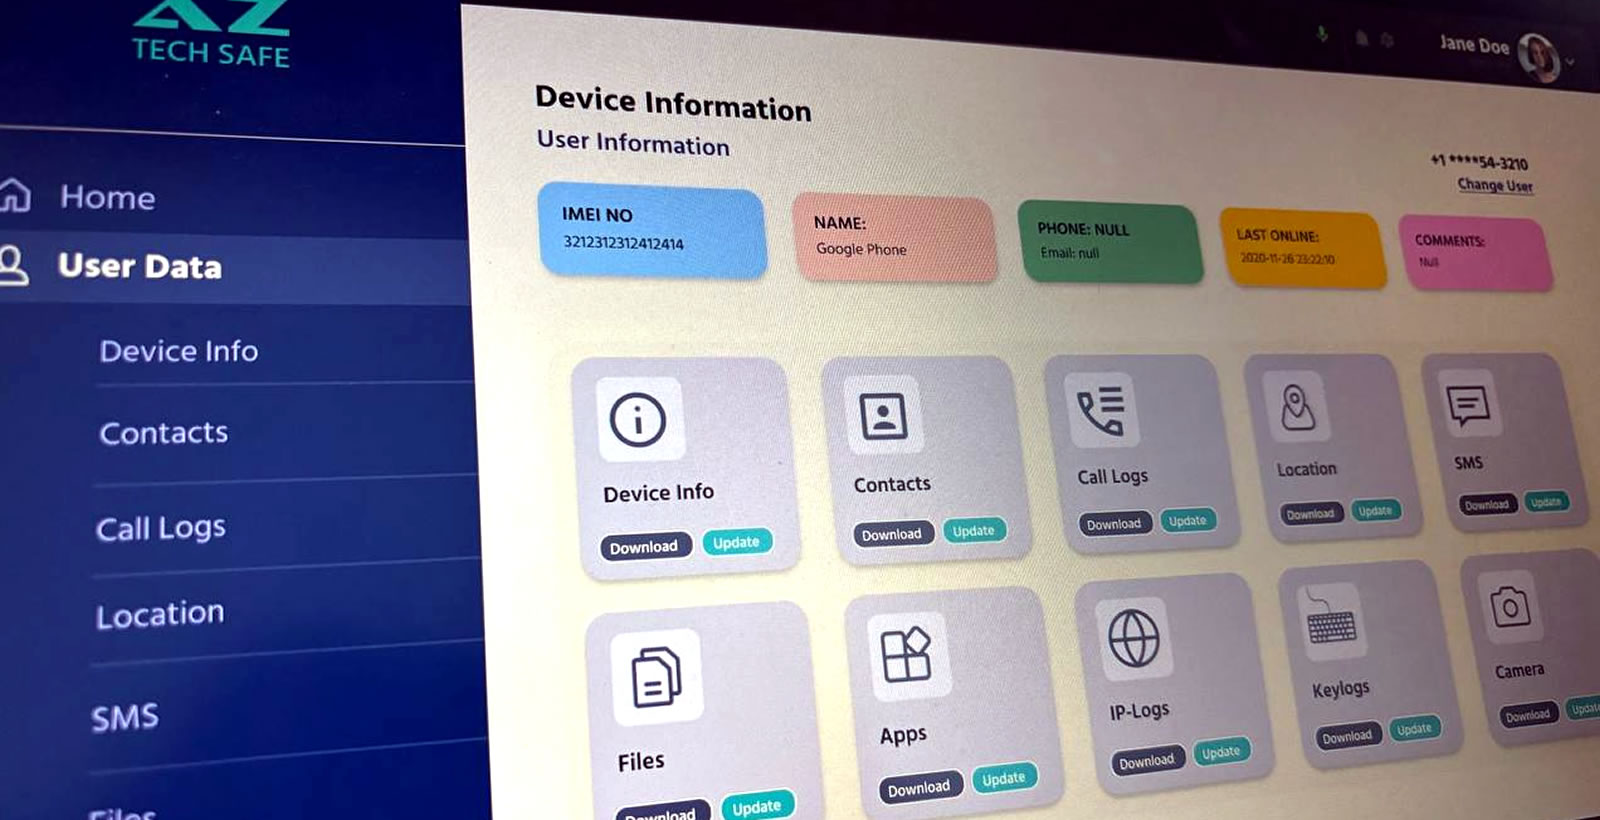 AZ
TECH SAFE
Home
User Data
Device Info
Contacts
Call Logs
Location
SMS
Files
Jane Doe
Device Information
User Information
+1 ****54-3210
Change User
IMEI NO
3212312312412414
NAME:
Google Phone
PHONE: NULL
Email: null
LAST ONLINE:
2020-11-26 23:22:10
COMMENTS:
Null
Device Info
Download Update
Contacts
Download Update
Call Logs
Download Update
Location
Download Update
SMS
Download Update
Files
Download Update
Apps
Download Update
IP-Logs
Download Update
Keylogs
Download Update
Camera
Download Update